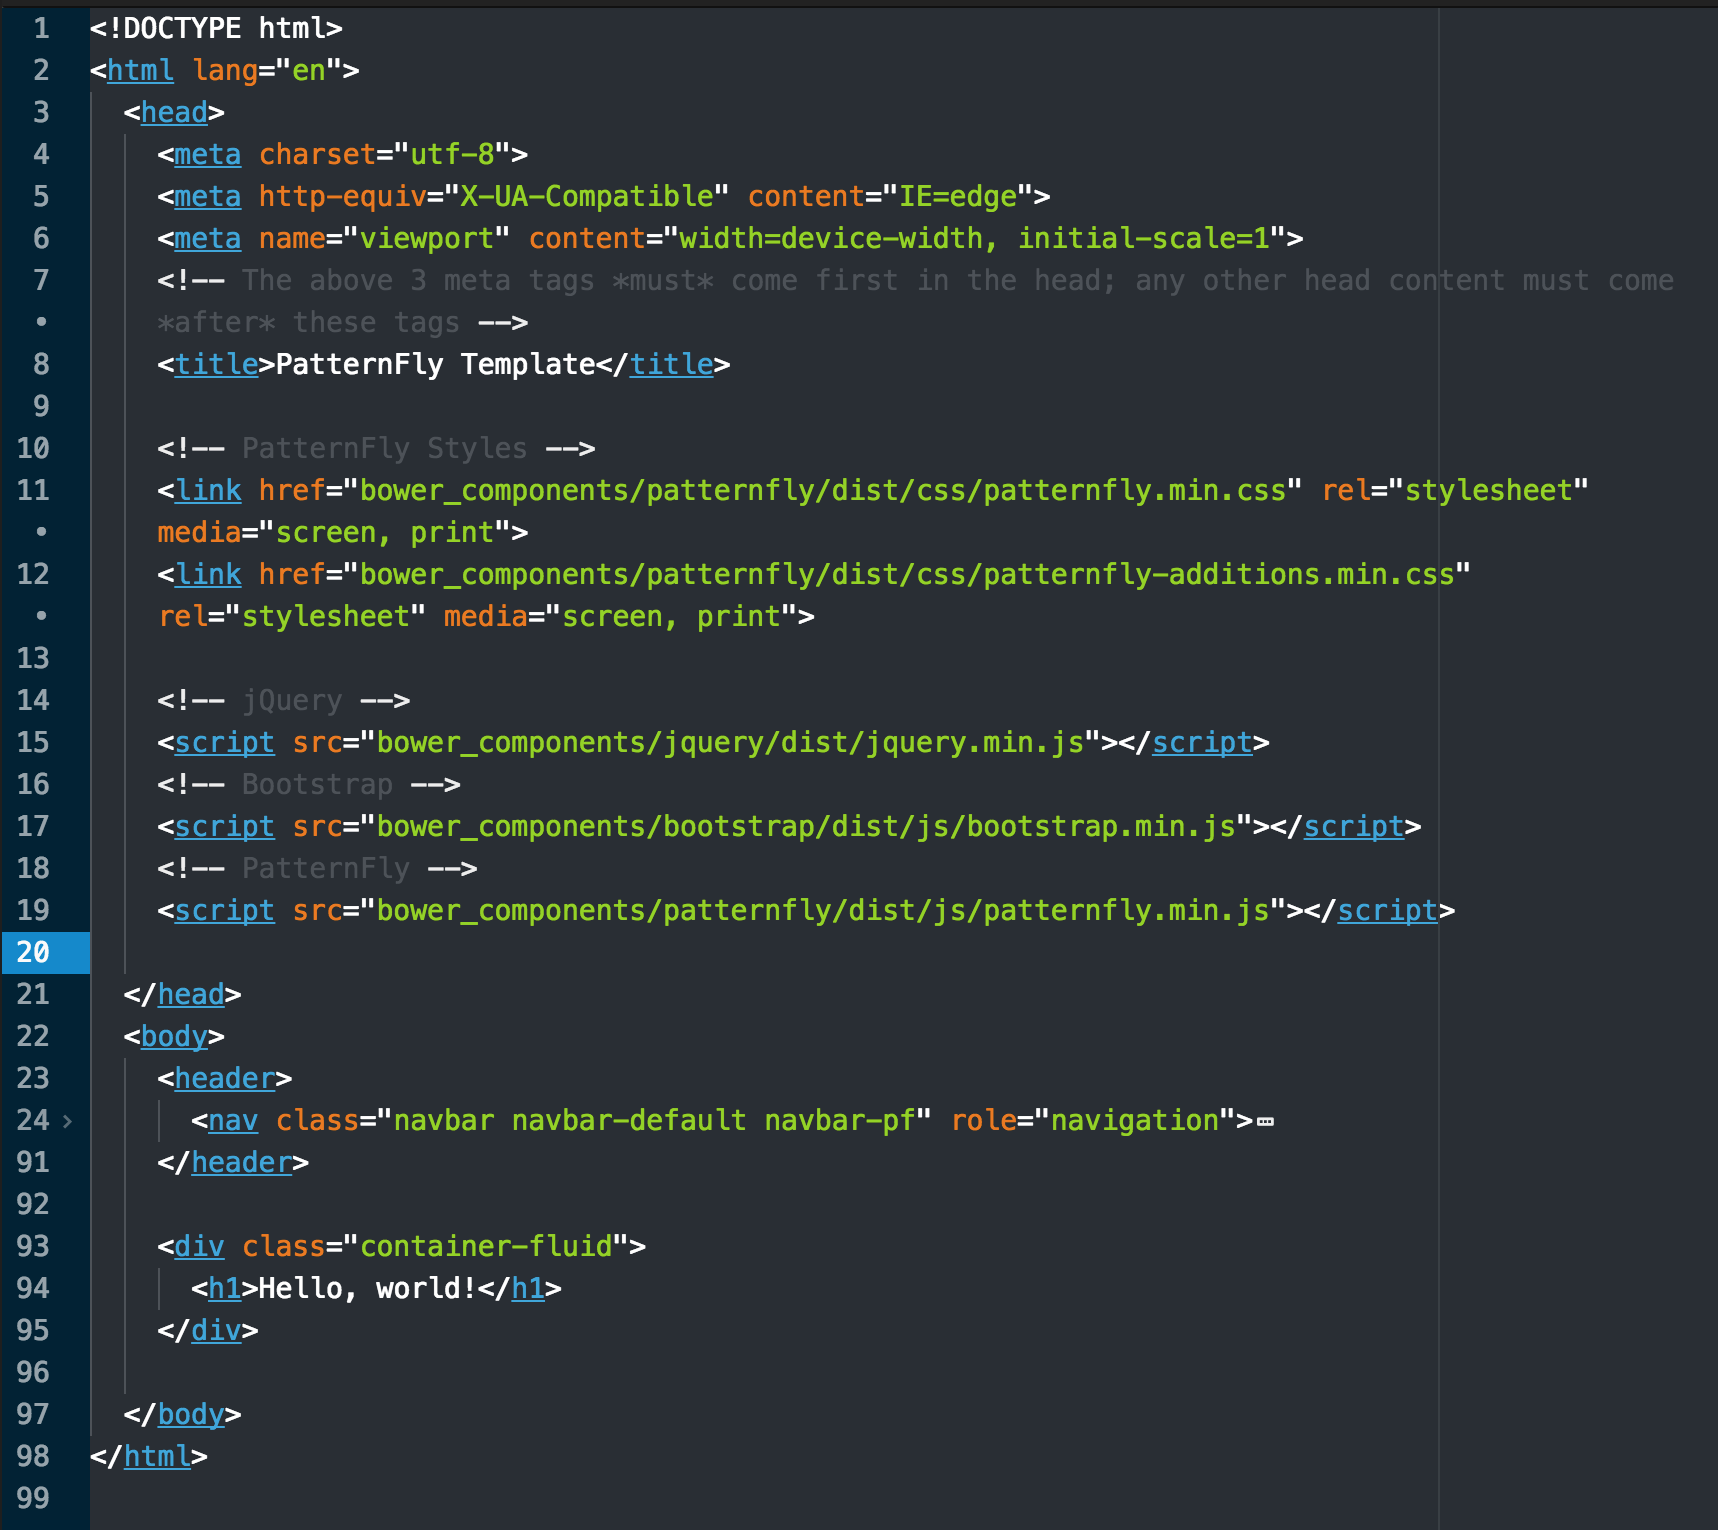 1 <!DOCTYPE html>
2 <html lang="en">
3   <head>
4     <meta charset="utf-8">
5     <meta http-equiv="X-UA-Compatible" content="IE=edge">
6     <meta name="viewport" content="width=device-width, initial-scale=1">
7     <!-- The above 3 meta tags *must* come first in the head; any other head content must come
•     *after* these tags -->
8     <title>PatternFly Template</title>
9
10     <!-- PatternFly Styles -->
11     <link href="bower_components/patternfly/dist/css/patternfly.min.css" rel="stylesheet"
•     media="screen, print">
12     <link href="bower_components/patternfly/dist/css/patternfly-additions.min.css"
•     rel="stylesheet" media="screen, print">
13
14     <!-- jQuery -->
15     <script src="bower_components/jquery/dist/jquery.min.js"></script>
16     <!-- Bootstrap -->
17     <script src="bower_components/bootstrap/dist/js/bootstrap.min.js"></script>
18     <!-- PatternFly -->
19     <script src="bower_components/patternfly/dist/js/patternfly.min.js"></script>
20
21   </head>
22   <body>
23     <header>
24 >       <nav class="navbar navbar-default navbar-pf" role="navigation">…
91     </header>
92
93     <div class="container-fluid">
94       <h1>Hello, world!</h1>
95     </div>
96
97   </body>
98 </html>
99